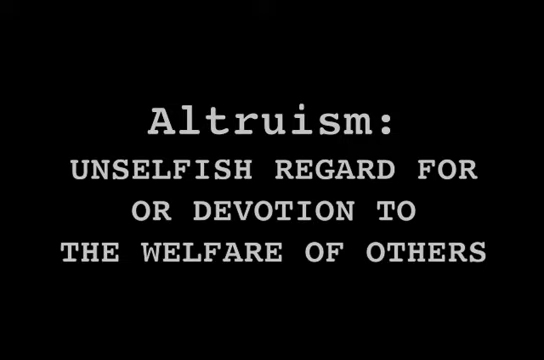 Altruism:
UNSELFISH REGARD FOR
OR DEVOTION TO
THE WELFARE OF OTHERS